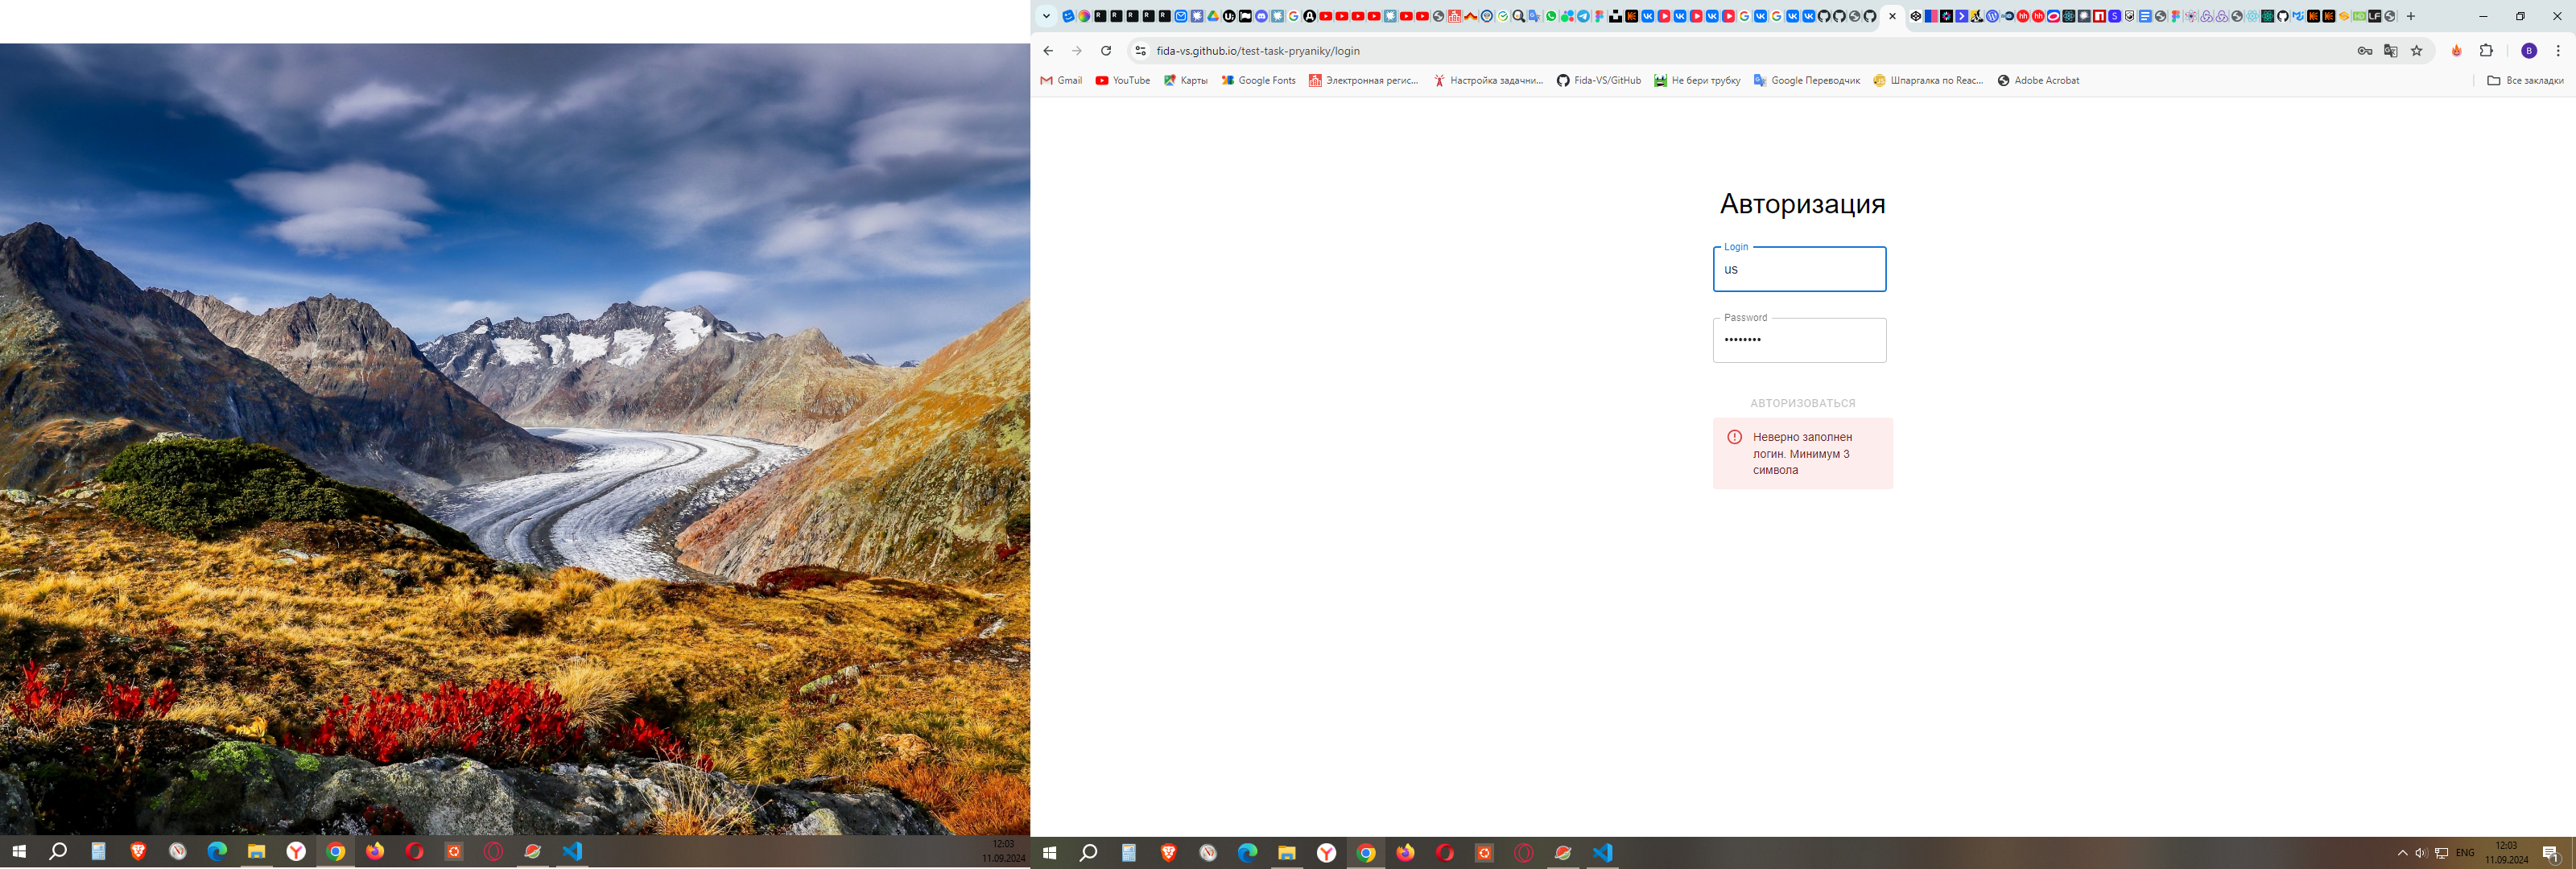 fida-vs.github.io/test-task-pryaniky/login
Gmail
YouTube
Карты
Google Fonts
Электронная регис...
Настройка задачни...
Fida-VS/GitHub
Не бери трубку
Google Переводчик
Шпаргалка по Reac...
Adobe Acrobat
Все закладки
Авторизация
Login
us
Password
••••••••
АВТОРИЗОВАТЬСЯ
Неверно заполнен
логин. Минимум 3
символа
12:03
11.09.2024
ENG
12:03
11.09.2024
1